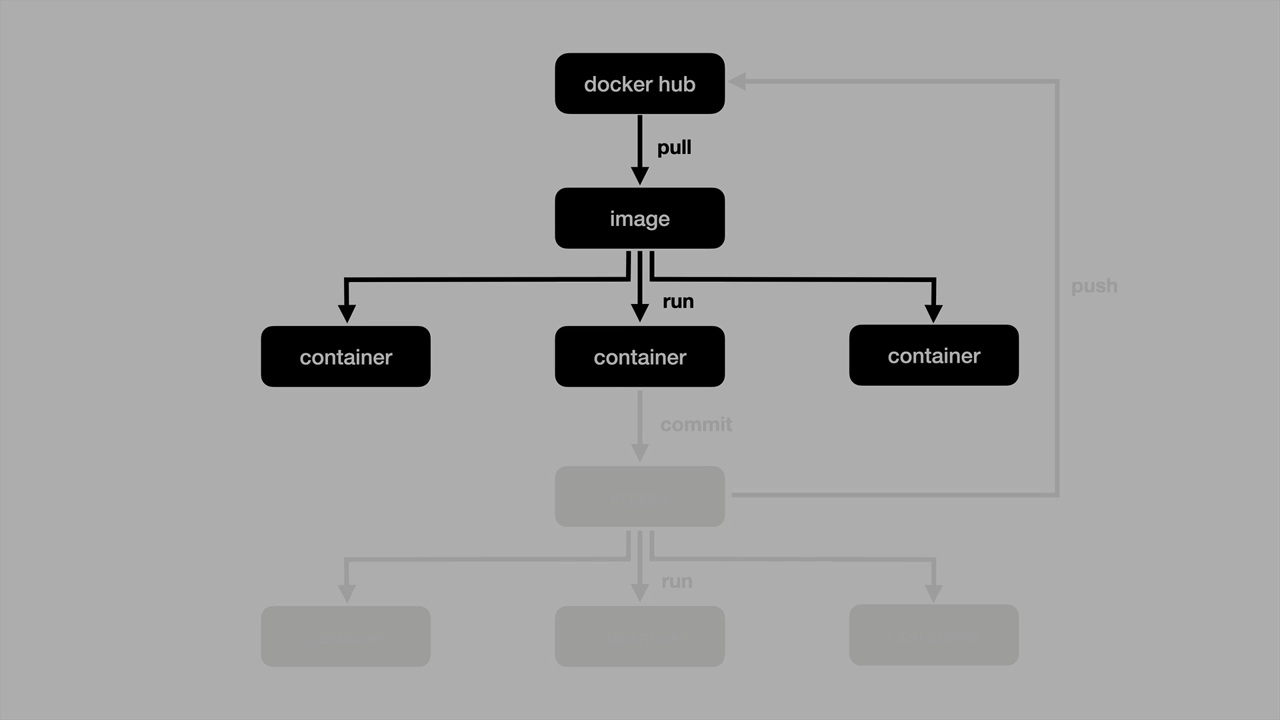 docker hub
pull
image
run
container
container
container
push
commit
run